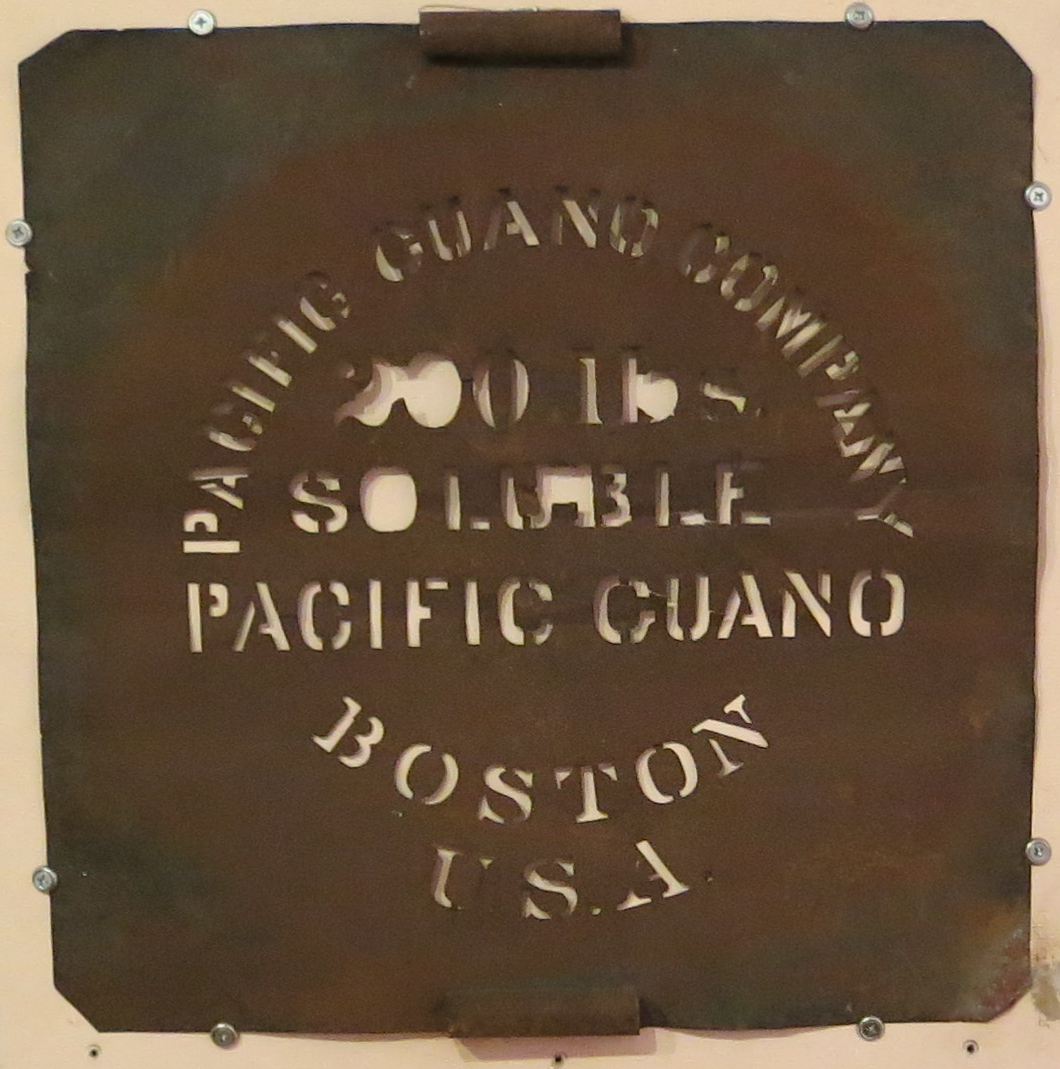 PACIFIC GUANO COMPANY
200 lbs.
SOLUBLE
PACIFIC GUANO
BOSTON
U.S.A.